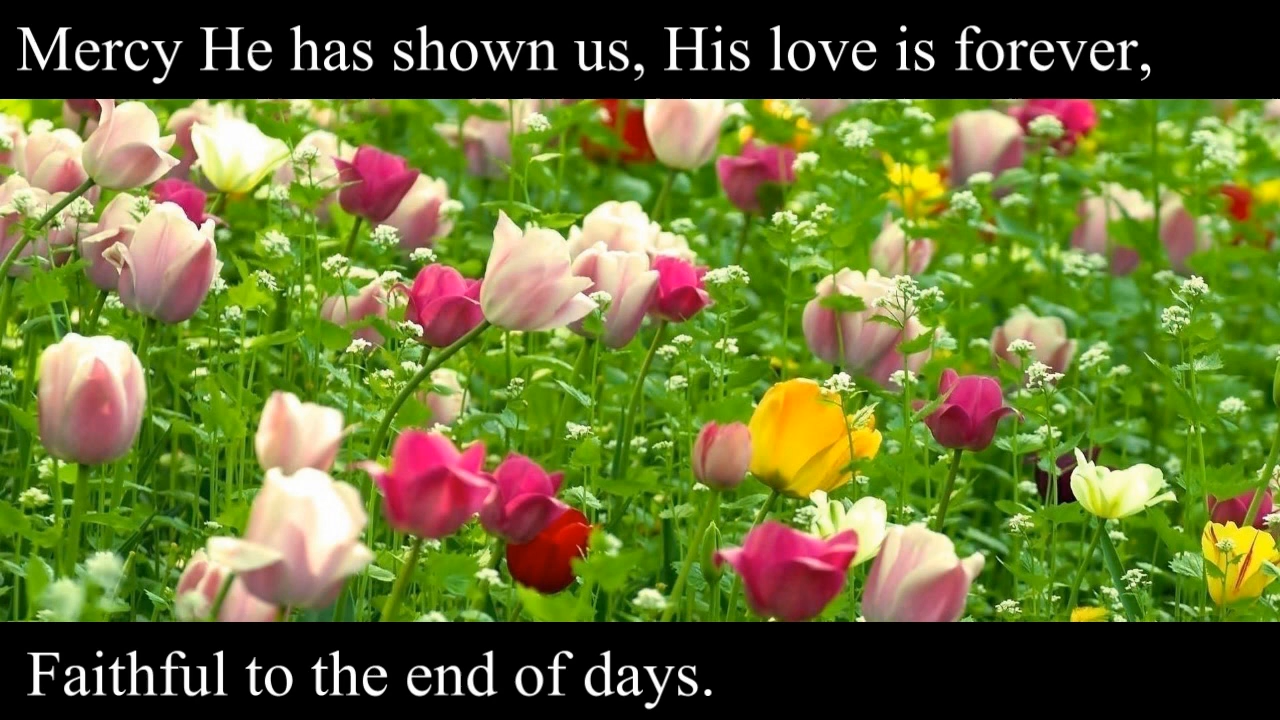 Mercy He has shown us, His love is forever,
Faithful to the end of days.